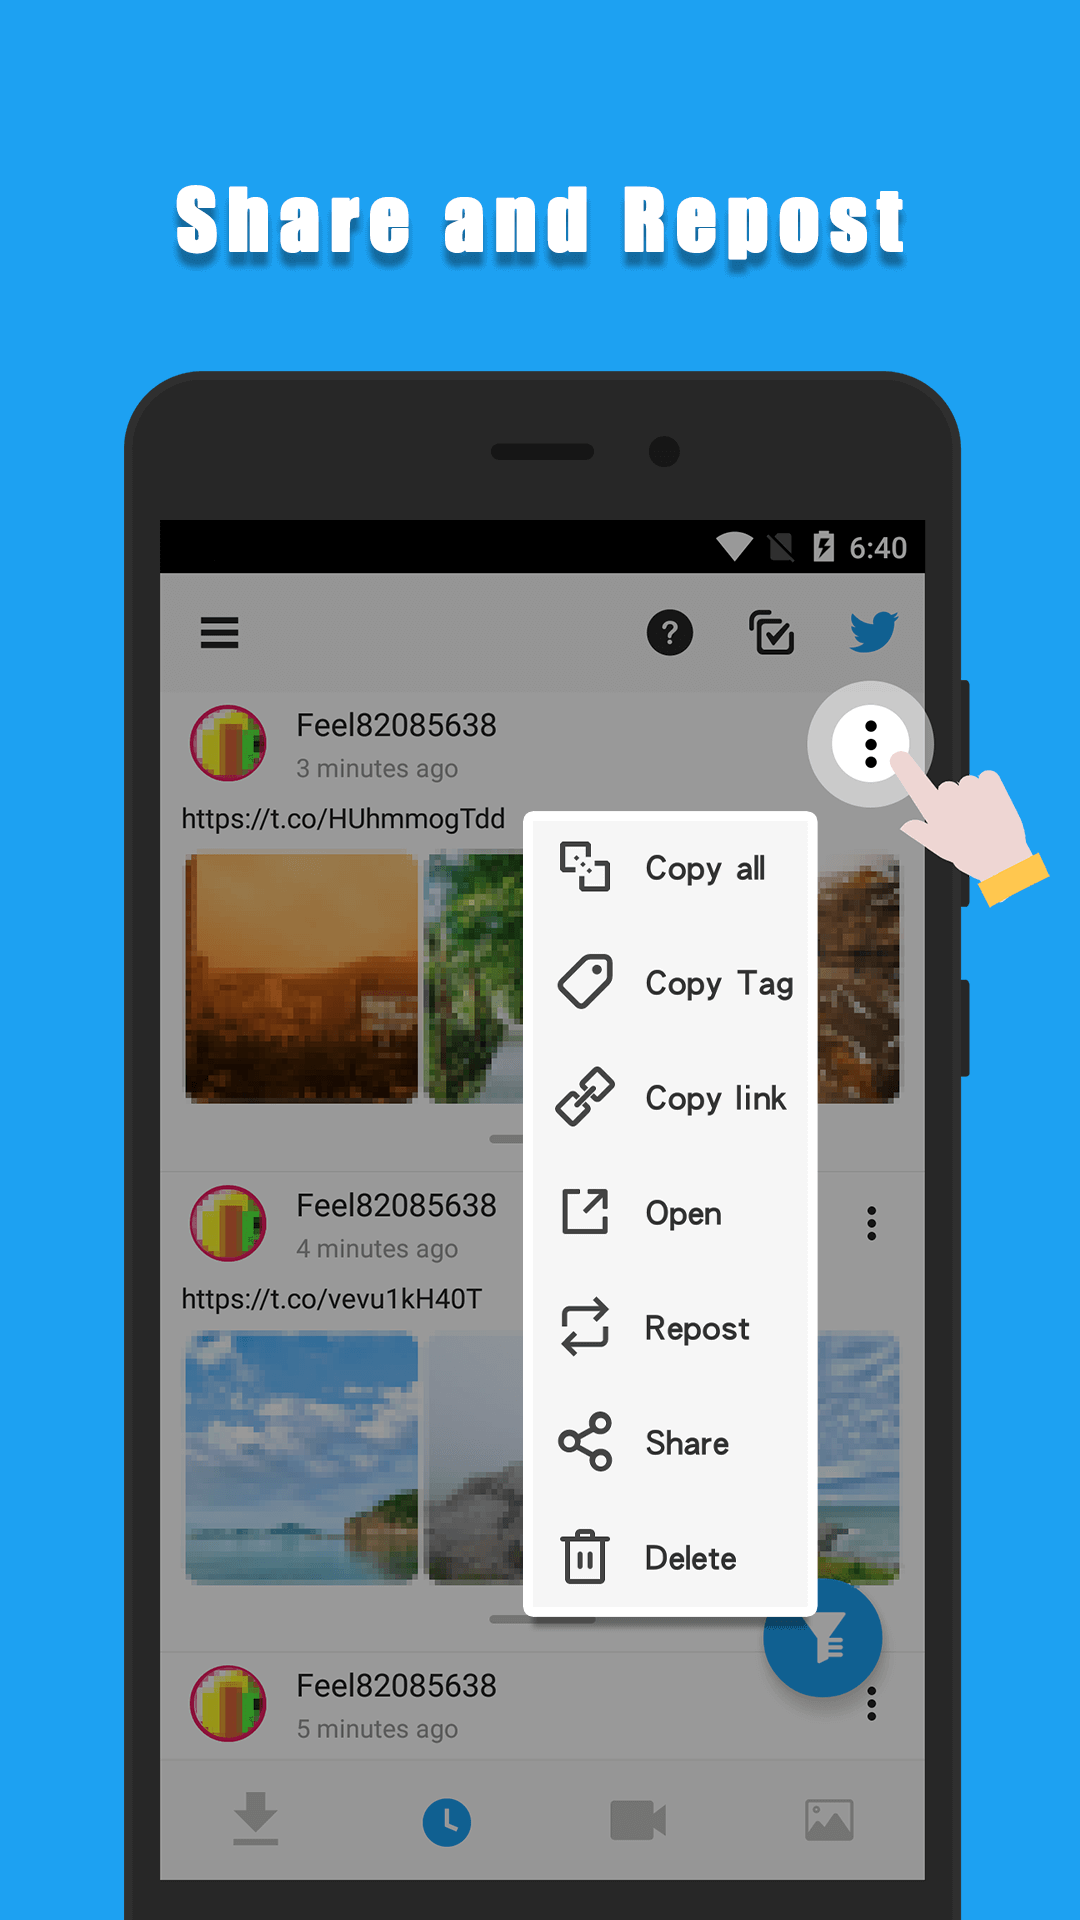 Share and Repost
6:40
?
Feel82085638
3 minutes ago
https://t.co/HUhmmogTdd
Copy all
Copy Tag
Copy link
Open
Repost
Share
Delete
Feel82085638
4 minutes ago
https://t.co/vevu1kH40T
Feel82085638
5 minutes ago